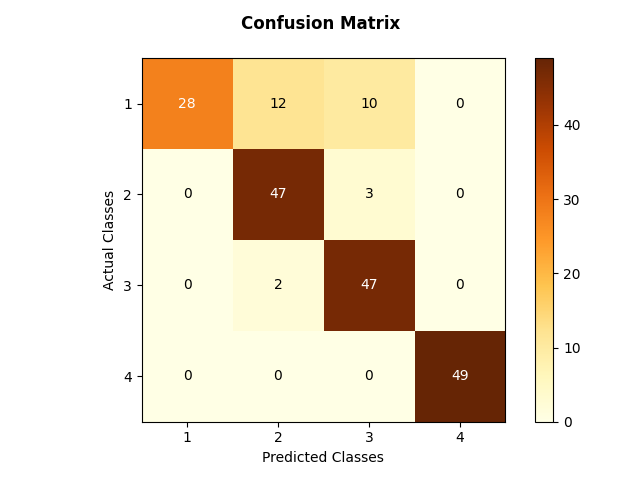 Confusion Matrix
1 28 12 10 0
2 0 47 3 0
3 0 2 47 0
4 0 0 0 49
1 2 3 4
Predicted Classes
Actual Classes
40
30
20
10
0